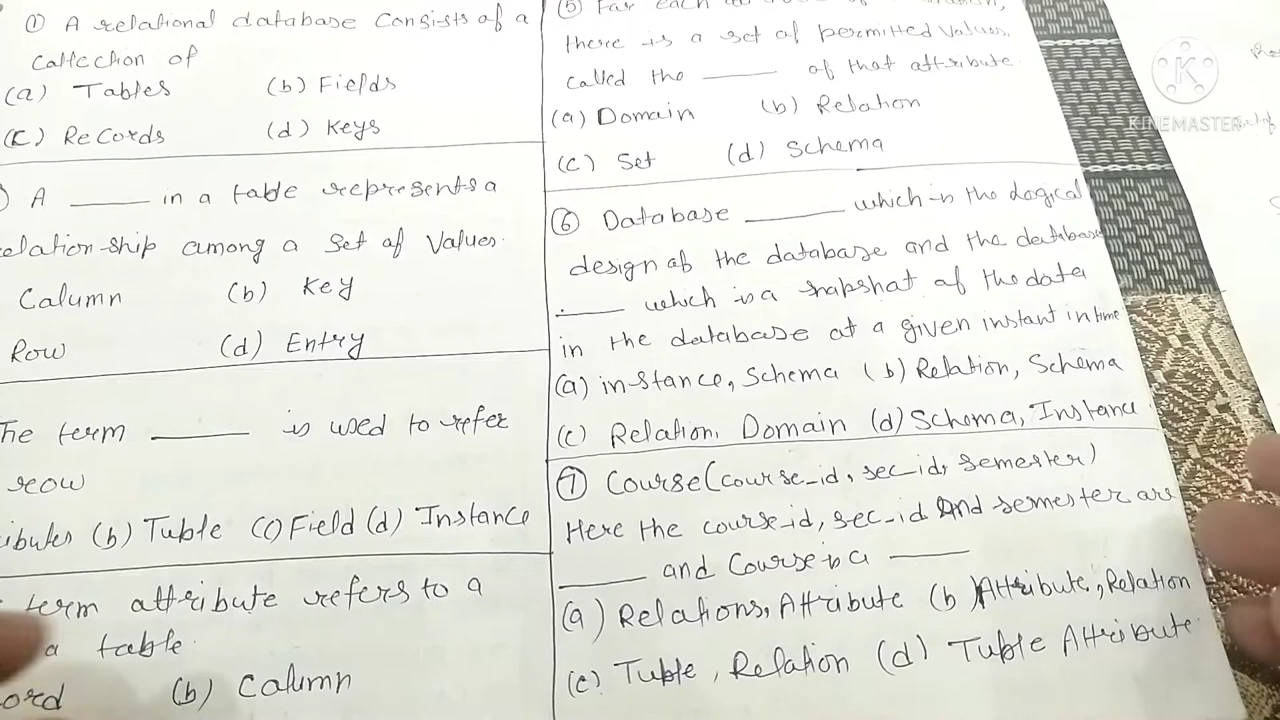 ① A relational database consists of a
collection of
(a) Tables (b) Fields
(c) Records (d) Keys
) A ____ in a table represents a
elation-ship among a set of values.
Column (b) Key
Row (d) Entry
The term ____ is used to refer
row
ibutes (b) Tuble (c) Field (d) Instance
term attribute refers to a
a table.
ord (b) Column
⑤ For each
there is a set of permitted values,
called the ____ of that attribute.
(a) Domain (b) Relation
(c) Set (d) Schema
⑥ Database ____ which is the Logical
design of the database and the database
____ which is a snapshot of the data
in the database at a given instant in time
(a) instance, Schema (b) Relation, Schema
(c) Relation, Domain (d) Schema, Instance
⑦ Course(course_id, sec_id, semester)
Here the course_id, sec_id and semester are
____ and Course is a ____
(a) Relations, Attribute (b) Attribute, Relation
(c) Tuble, Relation (d) Tuble Attribute
K
KINEMASTER